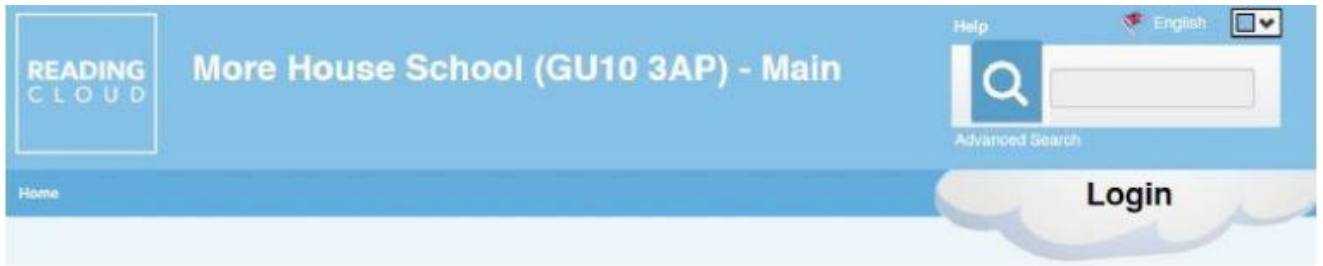 READING
CLOUD
More House School (GU10 3AP) - Main
Help
English
Advanced Search
Home
Login